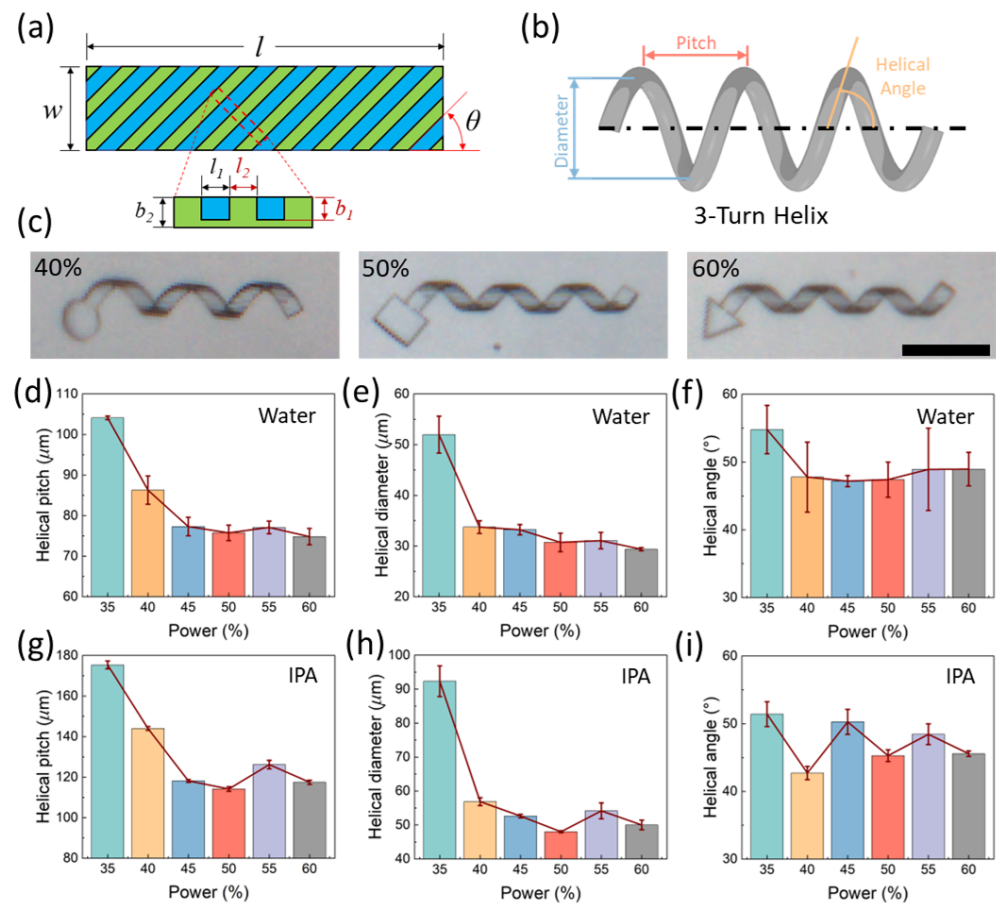 (a)
l
w
θ
l1
l2
b2
b1
(b)
Pitch
Diameter
Helical
Angle
3-Turn Helix
(c)
40%
50%
60%
(d)
Water
Helical pitch (μm)
110
100
90
80
70
60
35 40 45 50 55 60
Power (%)
(e)
Water
Helical diameter (μm)
60
50
40
30
20
35 40 45 50 55 60
Power (%)
(f)
Water
Helical angle (°)
60
50
40
30
35 40 45 50 55 60
Power (%)
(g)
IPA
Helical pitch (μm)
180
160
140
120
100
80
35 40 45 50 55 60
Power (%)
(h)
IPA
Helical diameter (μm)
100
90
80
70
60
50
40
35 40 45 50 55 60
Power (%)
(i)
IPA
Helical angle (°)
60
50
40
30
35 40 45 50 55 60
Power (%)